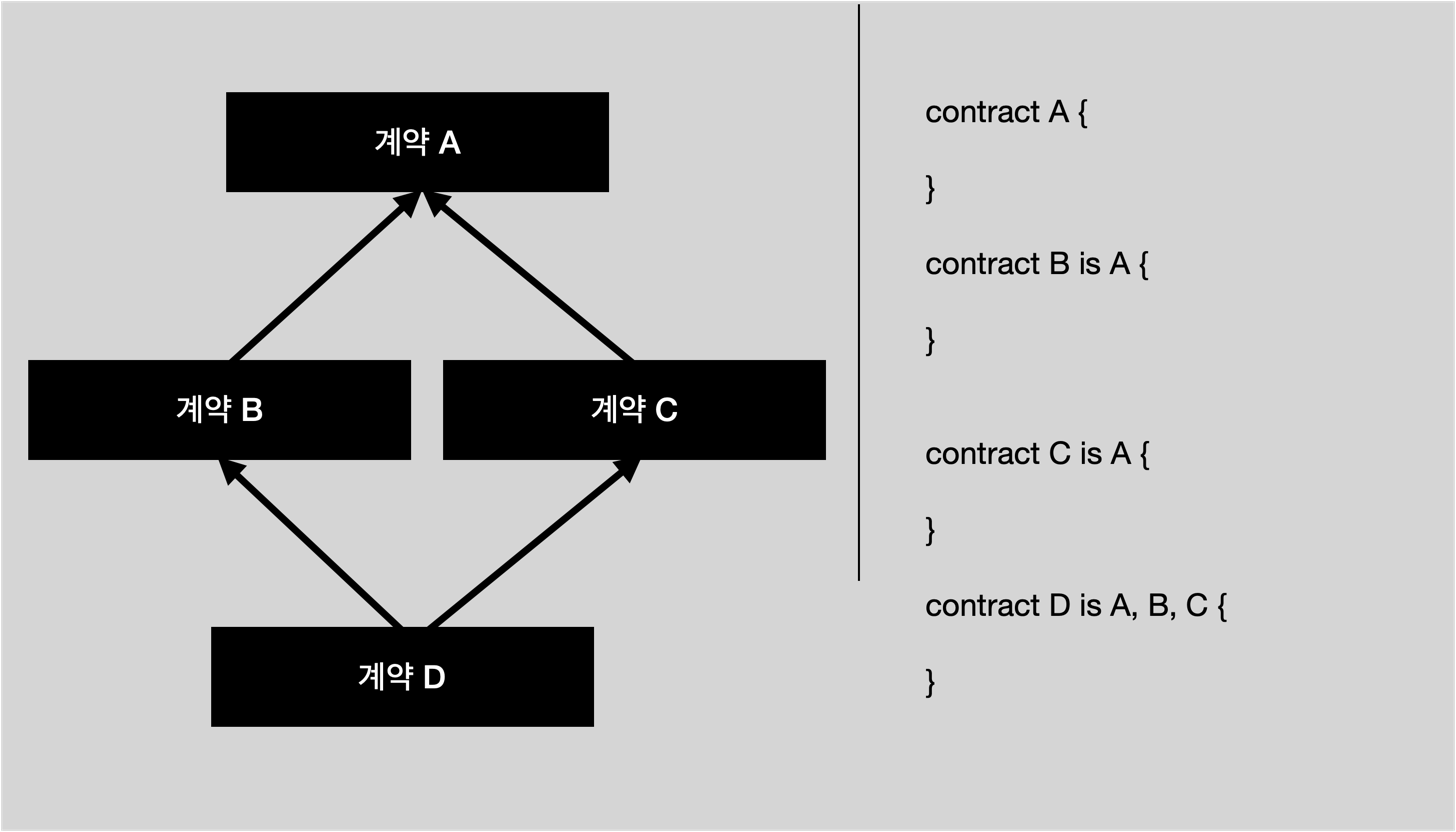 계약 A
계약 B
계약 C
계약 D
contract A {
}
contract B is A {
}
contract C is A {
}
contract D is A, B, C {
}